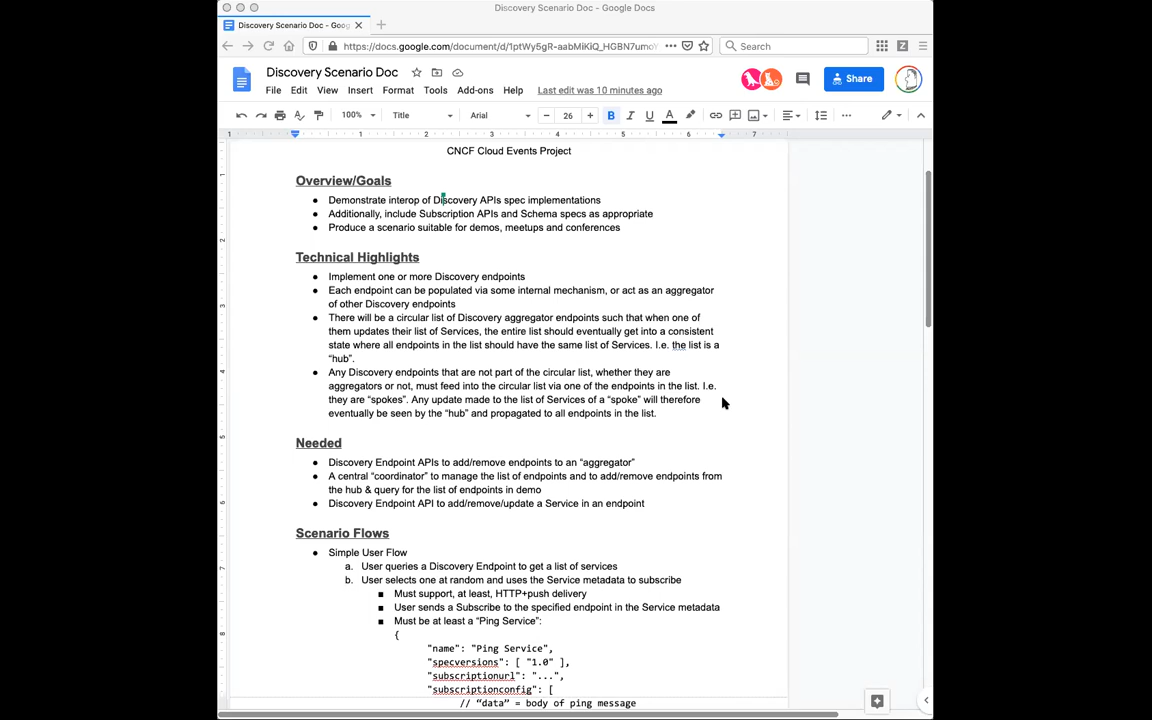 Discovery Scenario Doc - Google Docs
Discovery Scenario Doc - Goog
https://docs.google.com/document/d/1ptWy5gR-aabMiKiQ_HGBN7umo
Search
Discovery Scenario Doc
File Edit View Insert Format Tools Add-ons Help Last edit was 10 minutes ago
Share
100% Title Arial 26 B I U A
1 1 2 3 4 5 6 7
CNCF Cloud Events Project
Overview/Goals
● Demonstrate interop of Discovery APIs spec implementations
● Additionally, include Subscription APIs and Schema specs as appropriate
● Produce a scenario suitable for demos, meetups and conferences
Technical Highlights
● Implement one or more Discovery endpoints
● Each endpoint can be populated via some internal mechanism, or act as an aggregator
of other Discovery endpoints
● There will be a circular list of Discovery aggregator endpoints such that when one of
them updates their list of Services, the entire list should eventually get into a consistent
state where all endpoints in the list should have the same list of Services. I.e. the list is a
“hub”.
● Any Discovery endpoints that are not part of the circular list, whether they are
aggregators or not, must feed into the circular list via one of the endpoints in the list. I.e.
they are “spokes”. Any update made to the list of Services of a “spoke” will therefore
eventually be seen by the “hub” and propagated to all endpoints in the list.
Needed
● Discovery Endpoint APIs to add/remove endpoints to an “aggregator”
● A central “coordinator” to manage the list of endpoints and to add/remove endpoints from
the hub & query for the list of endpoints in demo
● Discovery Endpoint API to add/remove/update a Service in an endpoint
Scenario Flows
● Simple User Flow
a. User queries a Discovery Endpoint to get a list of services
b. User selects one at random and uses the Service metadata to subscribe
■ Must support, at least, HTTP+push delivery
■ User sends a Subscribe to the specified endpoint in the Service metadata
■ Must be at least a “Ping Service”:
{
"name": "Ping Service",
"specversions": [ "1.0" ],
"subscriptionurl": "...",
"subscriptionconfig": [
// “data” = body of ping message